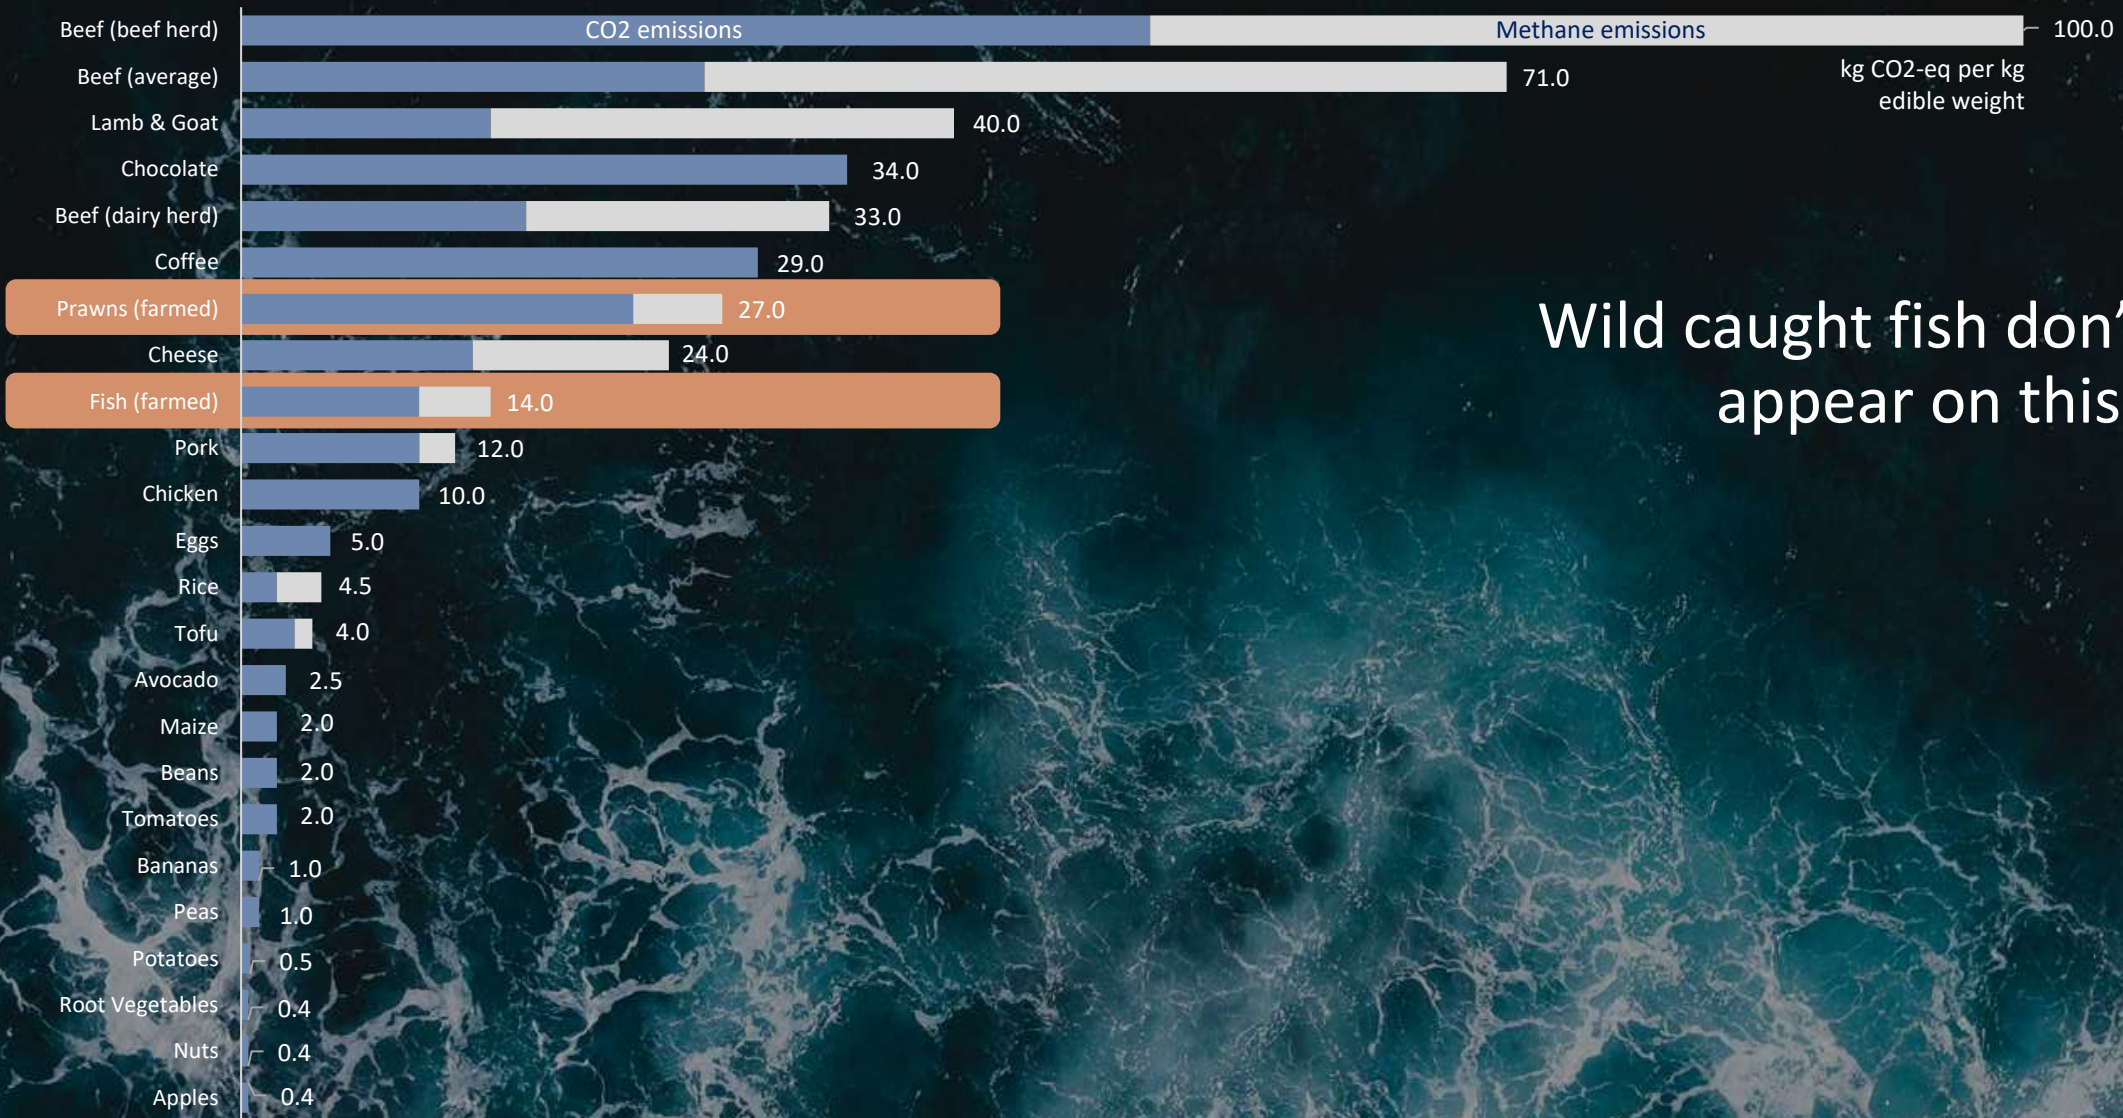 Beef (beef herd) CO2 emissions Methane emissions 100.0
Beef (average) 71.0
kg CO2-eq per kg
edible weight
Lamb & Goat 40.0
Chocolate 34.0
Beef (dairy herd) 33.0
Coffee 29.0
Prawns (farmed) 27.0
Cheese 24.0
Fish (farmed) 14.0
Wild caught fish don'
appear on this
Pork 12.0
Chicken 10.0
Eggs 5.0
Rice 4.5
Tofu 4.0
Avocado 2.5
Maize 2.0
Beans 2.0
Tomatoes 2.0
Bananas 1.0
Peas 1.0
Potatoes 0.5
Root Vegetables 0.4
Nuts 0.4
Apples 0.4